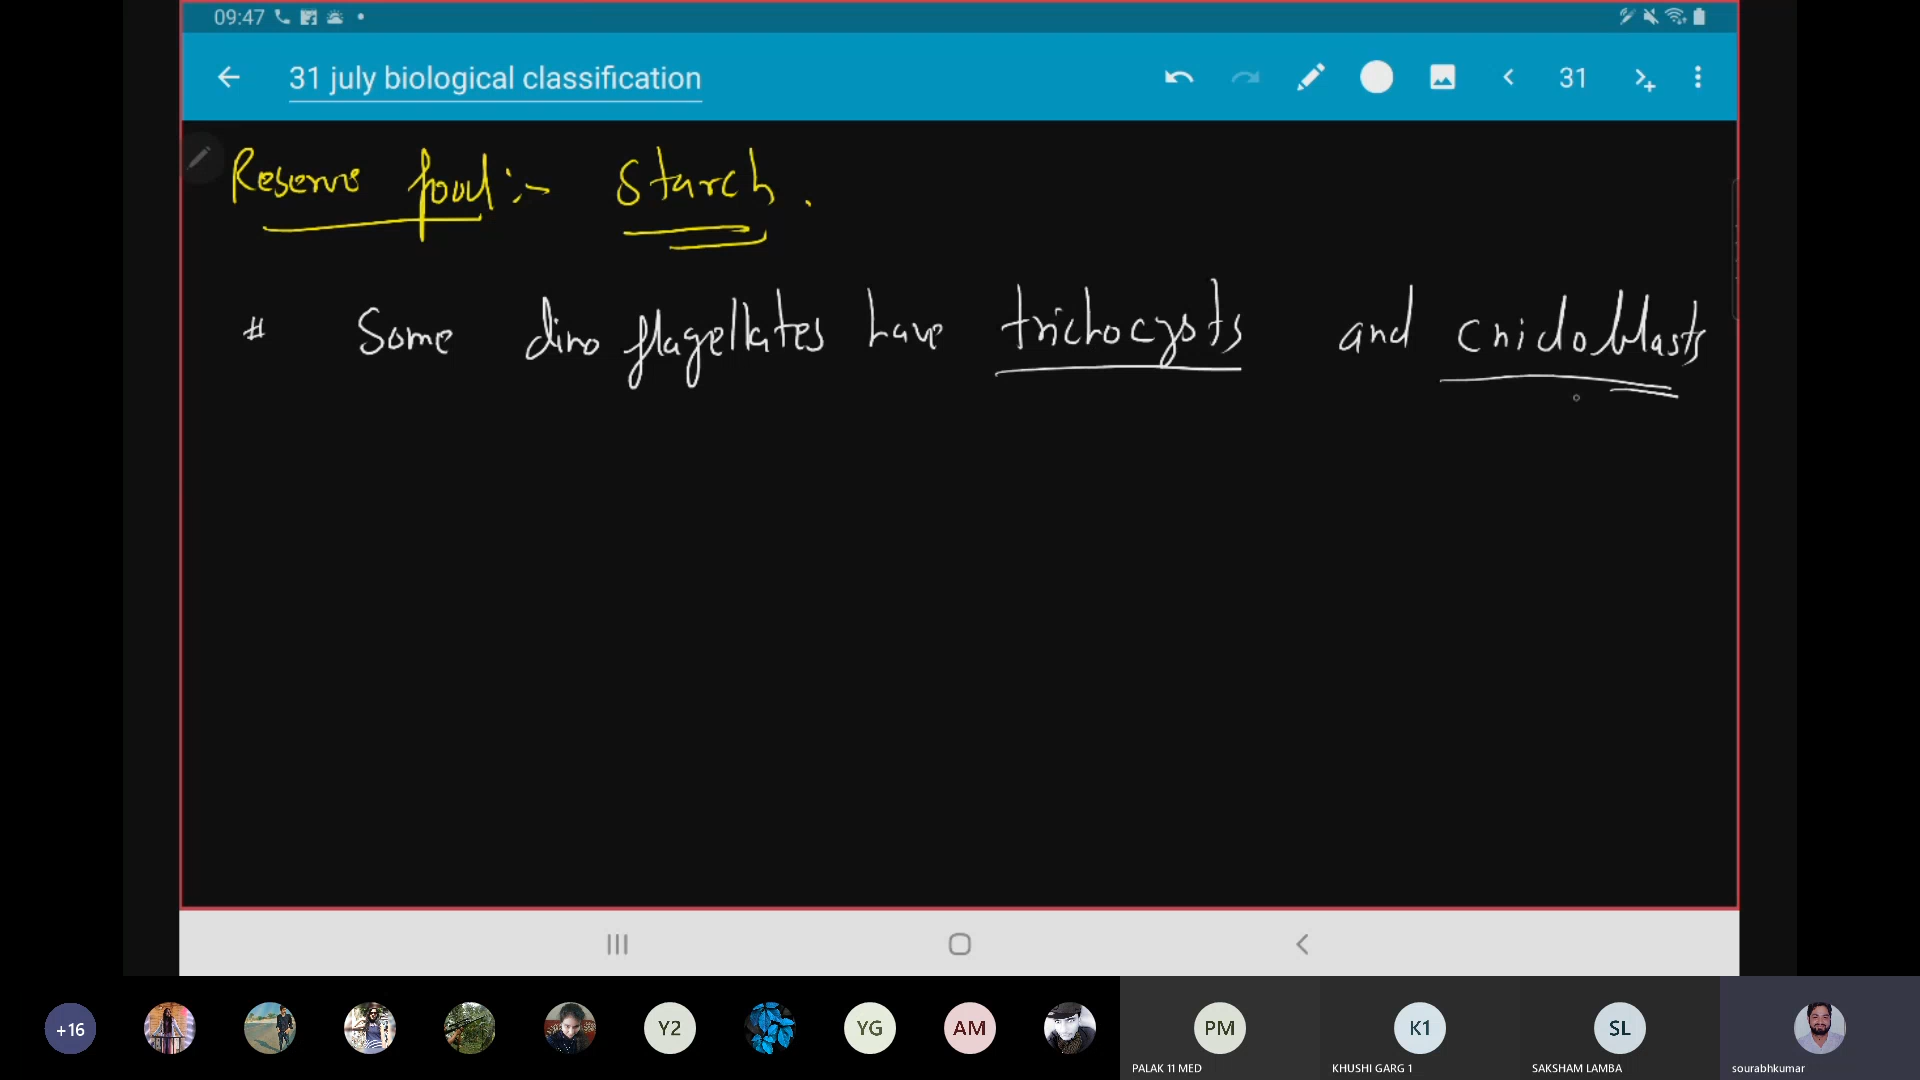 09:47
31 july biological classification
31
Reserve food :- Starch .
# Some dino flagellates have trichocysts and cnidoblasts
+16
Y2
YG
AM
PM
K1
SL
PALAK 11 MED
KHUSHI GARG 1
SAKSHAM LAMBA
sourabhkumar